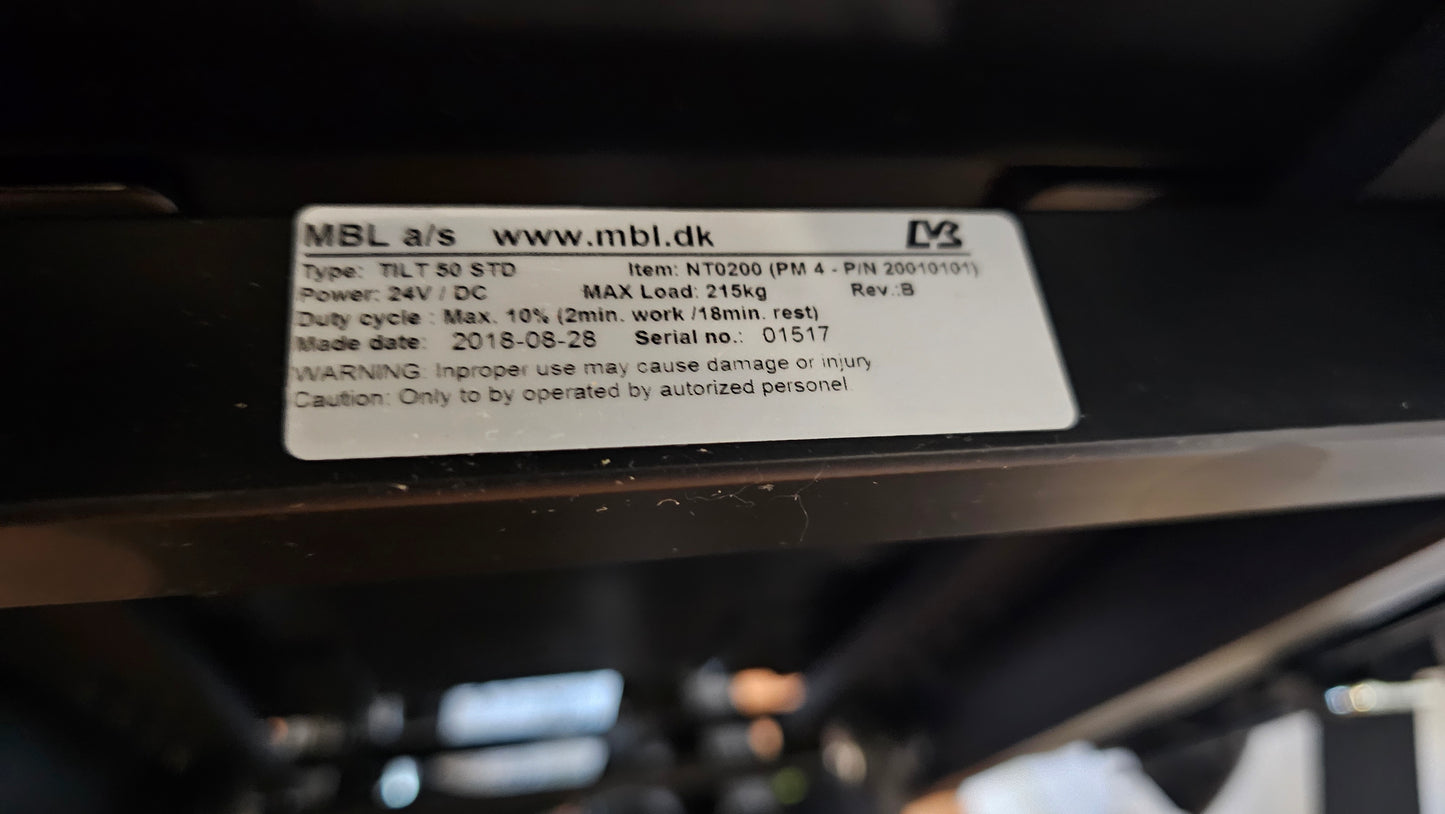 MBL a/s www.mbl.dk
Type: TILT 50 STD Item: NT0200 (PM 4 - P/N 20010101)
Power: 24V / DC MAX Load: 215kg Rev.:B
Duty cycle : Max. 10% (2min. work /18min. rest)
Made date: 2018-08-28 Serial no.: 01517
WARNING: Inproper use may cause damage or injury
Caution: Only to by operated by autorized personel.